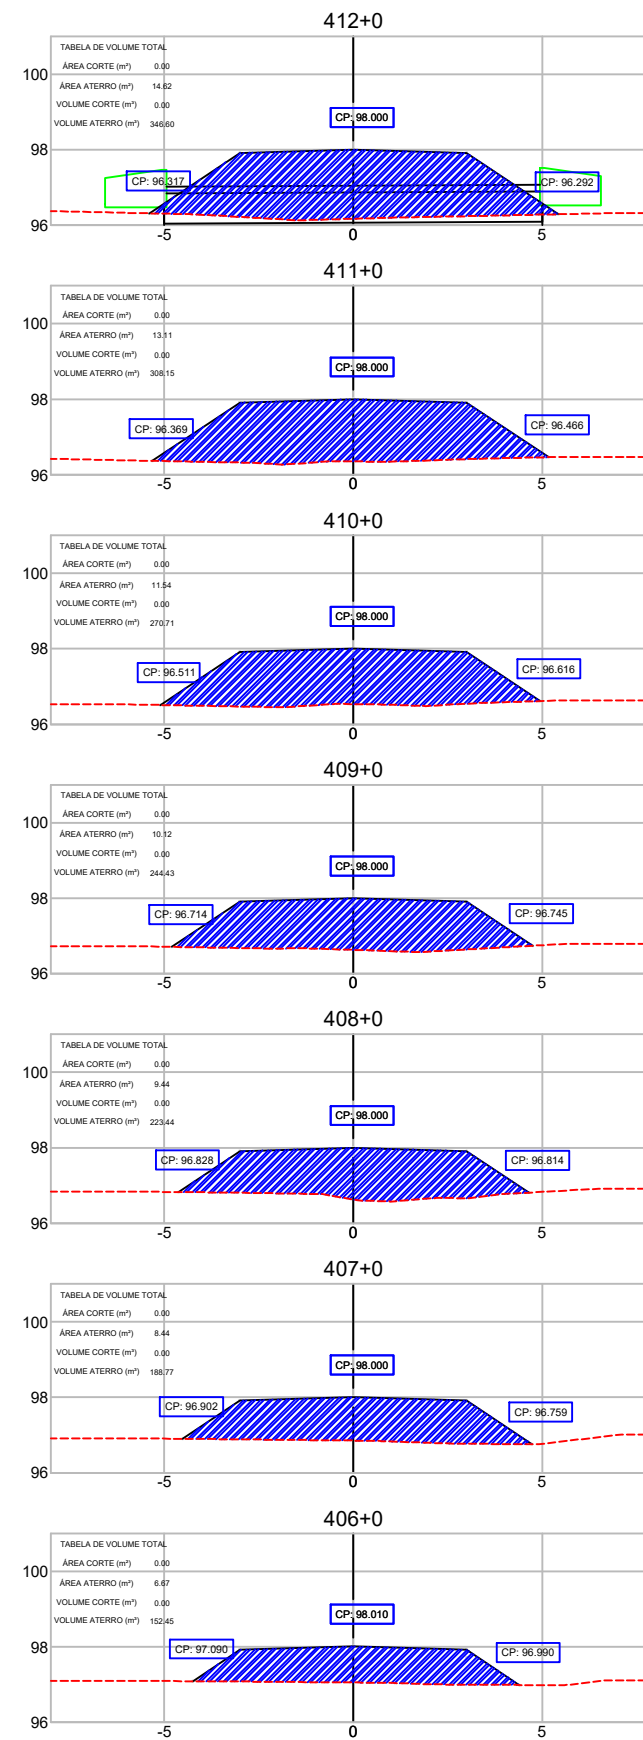 412+0
TABELA DE VOLUME TOTAL
ÁREA CORTE (m²) 0.00
ÁREA ATERRO (m²) 14.62
VOLUME CORTE (m³) 0.00
VOLUME ATERRO (m³) 346.60
100
98
96
CP: 98.000
CP: 96.317
CP: 96.292
-5 0 5
411+0
TABELA DE VOLUME TOTAL
ÁREA CORTE (m²) 0.00
ÁREA ATERRO (m²) 13.11
VOLUME CORTE (m³) 0.00
VOLUME ATERRO (m³) 308.15
100
98
96
CP: 98.000
CP: 96.369
CP: 96.466
-5 0 5
410+0
TABELA DE VOLUME TOTAL
ÁREA CORTE (m²) 0.00
ÁREA ATERRO (m²) 11.54
VOLUME CORTE (m³) 0.00
VOLUME ATERRO (m³) 270.71
100
98
96
CP: 98.000
CP: 96.511
CP: 96.616
-5 0 5
409+0
TABELA DE VOLUME TOTAL
ÁREA CORTE (m²) 0.00
ÁREA ATERRO (m²) 10.12
VOLUME CORTE (m³) 0.00
VOLUME ATERRO (m³) 244.43
100
98
96
CP: 98.000
CP: 96.714
CP: 96.745
-5 0 5
408+0
TABELA DE VOLUME TOTAL
ÁREA CORTE (m²) 0.00
ÁREA ATERRO (m²) 9.44
VOLUME CORTE (m³) 0.00
VOLUME ATERRO (m³) 223.44
100
98
96
CP: 98.000
CP: 96.828
CP: 96.814
-5 0 5
407+0
TABELA DE VOLUME TOTAL
ÁREA CORTE (m²) 0.00
ÁREA ATERRO (m²) 8.44
VOLUME CORTE (m³) 0.00
VOLUME ATERRO (m³) 188.77
100
98
96
CP: 98.000
CP: 96.902
CP: 96.759
-5 0 5
406+0
TABELA DE VOLUME TOTAL
ÁREA CORTE (m²) 0.00
ÁREA ATERRO (m²) 6.67
VOLUME CORTE (m³) 0.00
VOLUME ATERRO (m³) 152.45
100
98
96
CP: 98.010
CP: 97.090
CP: 96.990
-5 0 5